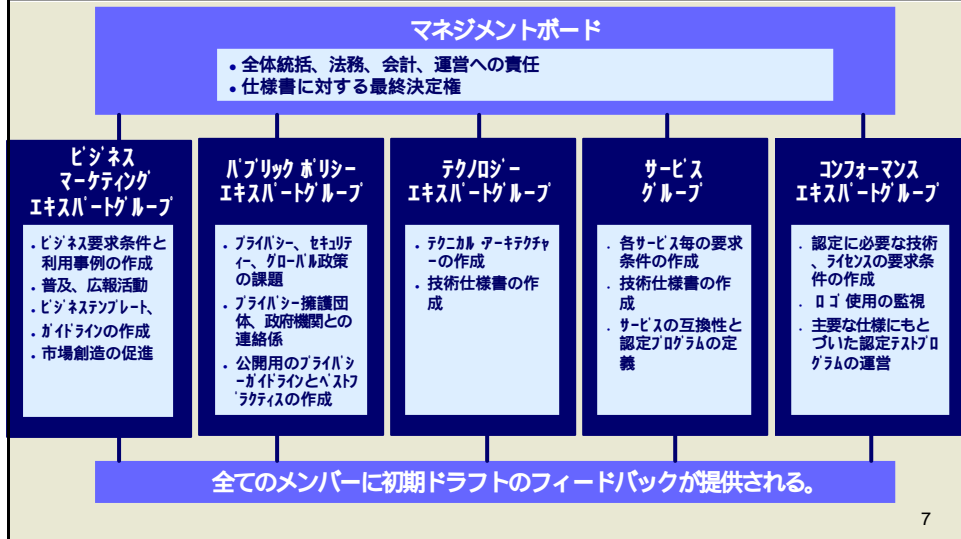 マネジメントボード
• 全体統括、法務、会計、運営への責任
• 仕様書に対する最終決定権
ﾋﾞｼﾞﾈｽ
ﾏｰｹﾃｨﾝｸﾞ
ｴｷｽﾊﾟｰﾄｸﾞﾙｰﾌﾟ
• ﾋﾞｼﾞﾈｽ要求条件と
利用事例の作成
• 普及、広報活動
• ﾋﾞｼﾞﾈｽﾃﾝﾌﾟﾚｰﾄ、
• ｶﾞｲﾄﾞﾗｲﾝの作成
• 市場創造の促進
ﾊﾟﾌﾞﾘｯｸ ﾎﾟﾘｼｰ
ｴｷｽﾊﾟｰﾄｸﾞﾙｰﾌﾟ
• ﾌﾟﾗｲﾊﾞｼｰ、ｾｷｭﾘﾃ
ｨｰ、ｸﾞﾛｰﾊﾞﾙ政策
の課題
• ﾌﾟﾗｲﾊﾞｼｰ擁護団
体、政府機関との
連絡係
• 公開用のﾌﾟﾗｲﾊﾞｼ
ｰｶﾞｲﾄﾞﾗｲﾝとﾍﾞｽﾄﾌ
ﾟﾗｸﾃｨｽの作成
ﾃｸﾉﾛｼﾞｰ
ｴｷｽﾊﾟｰﾄｸﾞﾙｰﾌﾟ
• ﾃｸﾆｶﾙ ｱｰｷﾃｸﾁｬ
ｰの作成
• 技術仕様書の作
成
ｻｰﾋﾞｽ
ｸﾞﾙｰﾌﾟ
• 各ｻｰﾋﾞｽ毎の要求
条件の作成
• 技術仕様書の作
成
• ｻｰﾋﾞｽの互換性と
認定ﾌﾟﾛｸﾞﾗﾑの定
義
ｺﾝﾌｫｰﾏﾝｽ
ｴｷｽﾊﾟｰﾄｸﾞﾙｰﾌﾟ
• 認定に必要な技術
、ﾗｲｾﾝｽの要求条
件の作成
• ﾛｺﾞ使用の監視
• 主要な仕様にもと
づいた認定ﾃｽﾄﾌﾟﾛ
ｸﾞﾗﾑの運営
全てのメンバーに初期ドラフトのフィードバックが提供される。
7